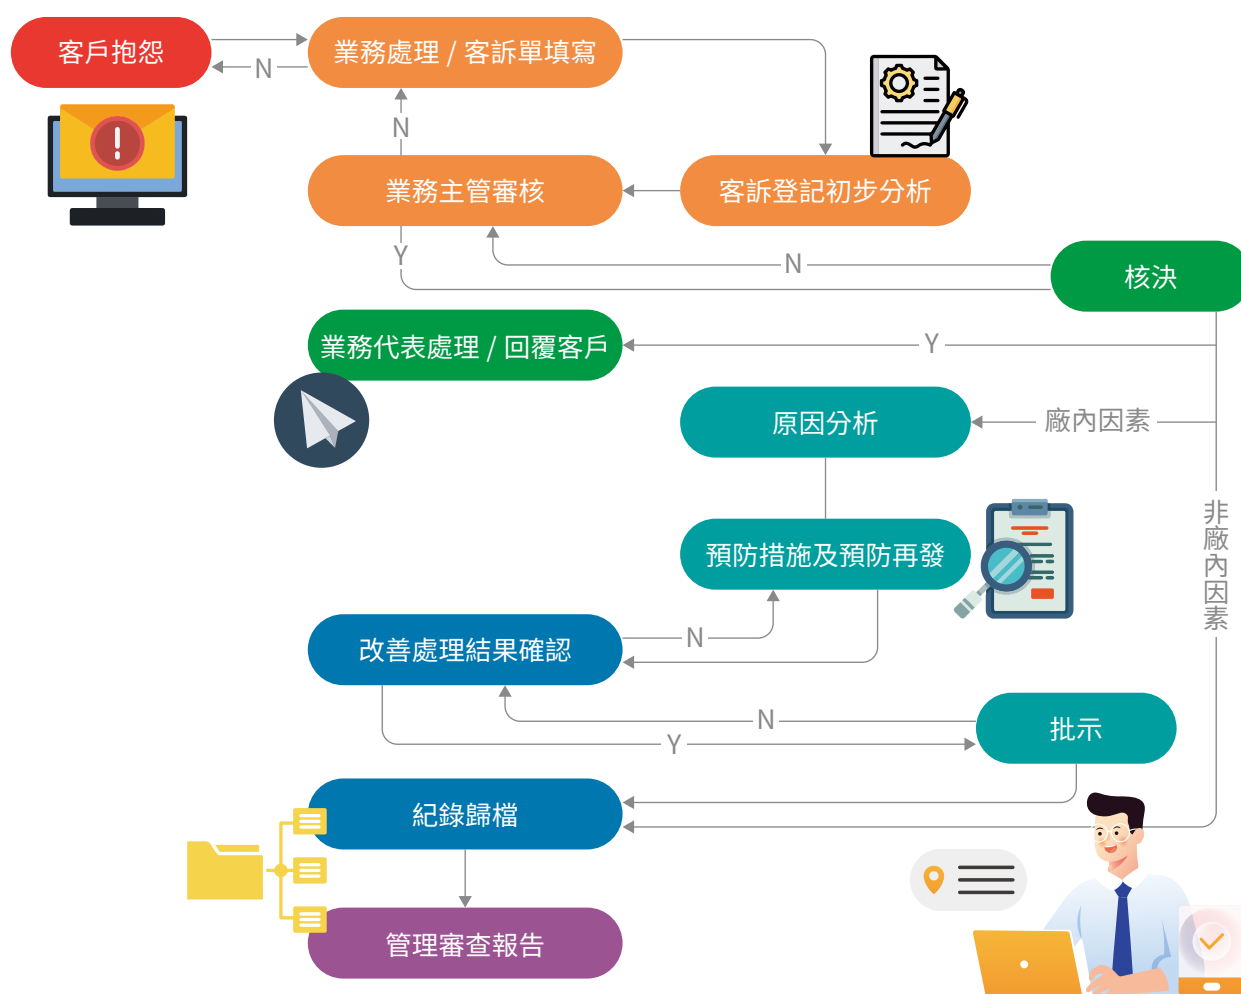 客戶抱怨
業務處理 / 客訴單填寫
N
N
業務主管審核
客訴登記初步分析
Y
N
核決
業務代表處理 / 回覆客戶
Y
原因分析
廠內因素
非廠內因素
預防措施及預防再發
改善處理結果確認
N
N
Y
批示
紀錄歸檔
管理審查報告